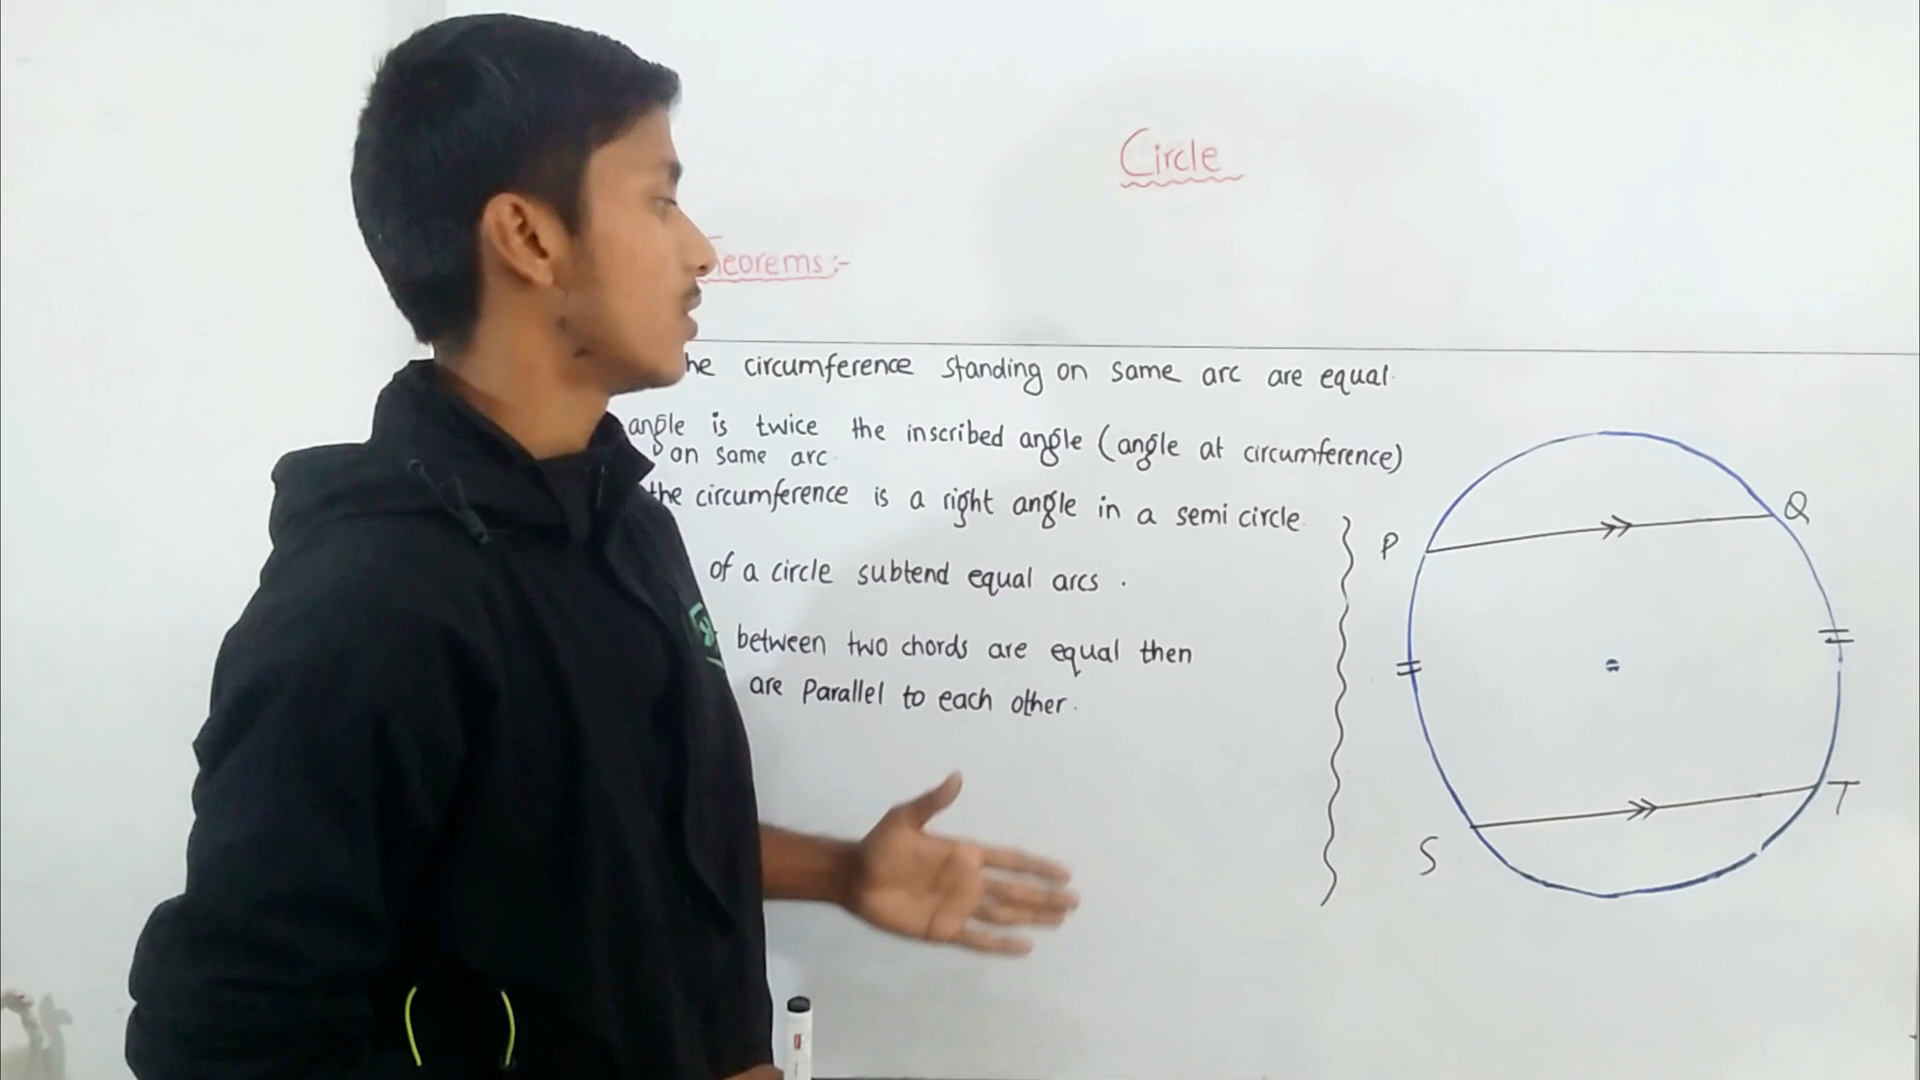 Circle
Theorems:-
the circumference standing on same arc are equal.
angle is twice the inscribed angle (angle at circumference)
on same arc.
the circumference is a right angle in a semi circle
of a circle subtend equal arcs.
between two chords are equal then
are parallel to each other.
P
Q
S
T